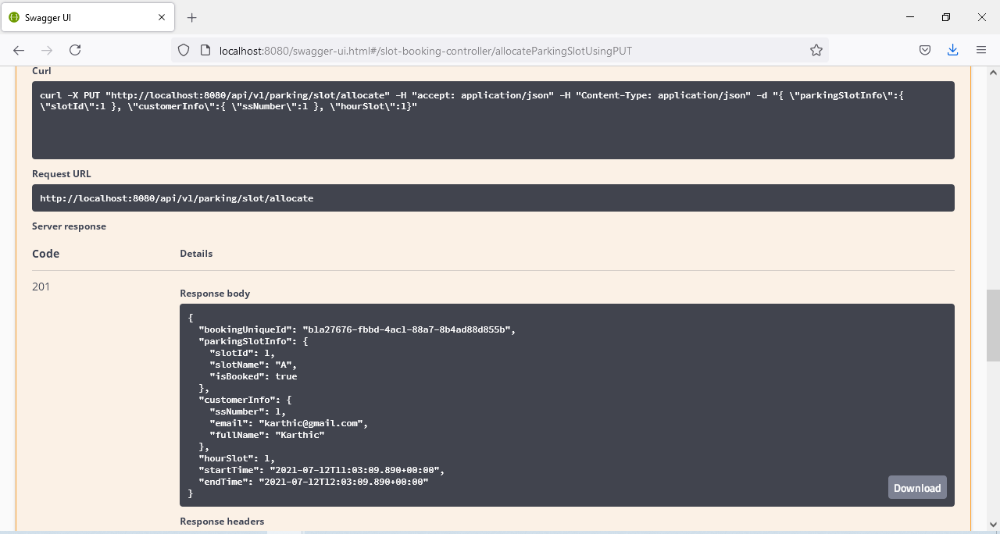 Swagger UI
localhost:8080/swagger-ui.html#/slot-booking-controller/allocateParkingSlotUsingPUT
Curl
curl -X PUT "http://localhost:8080/api/v1/parking/slot/allocate" -H "accept: application/json" -H "Content-Type: application/json" -d "{ \"parkingSlotInfo\":{
\"slotId\":1 }, \"customerInfo\":{ \"ssNumber\":1 }, \"hourSlot\":1}"
Request URL
http://localhost:8080/api/v1/parking/slot/allocate
Server response
Code Details
201
Response body
{
"bookingUniqueId": "b1a27676-fbbd-4ac1-88a7-8b4ad88d855b",
"parkingSlotInfo": {
"slotId": 1,
"slotName": "A",
"isBooked": true
},
"customerInfo": {
"ssNumber": 1,
"email": "karthic@gmail.com",
"fullName": "Karthic"
},
"hourSlot": 1,
"startTime": "2021-07-12T11:03:09.890+00:00",
"endTime": "2021-07-12T12:03:09.890+00:00"
}
Download
Response headers